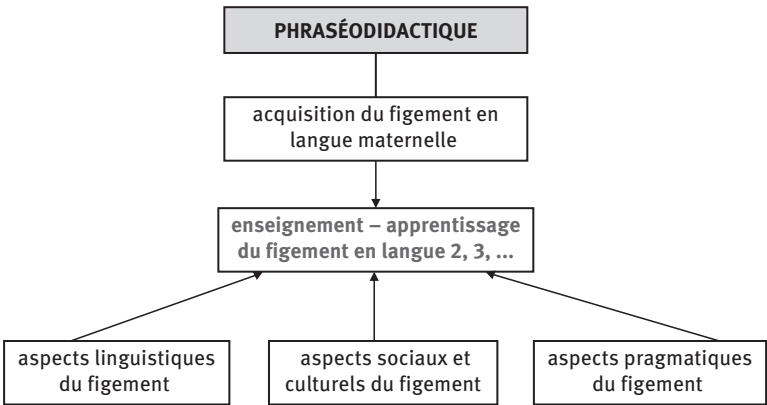 PHRASÉODIDACTIQUE
acquisition du figement en
langue maternelle
enseignement – apprentissage
du figement en langue 2, 3, ...
aspects linguistiques
du figement
aspects sociaux et
culturels du figement
aspects pragmatiques
du figement